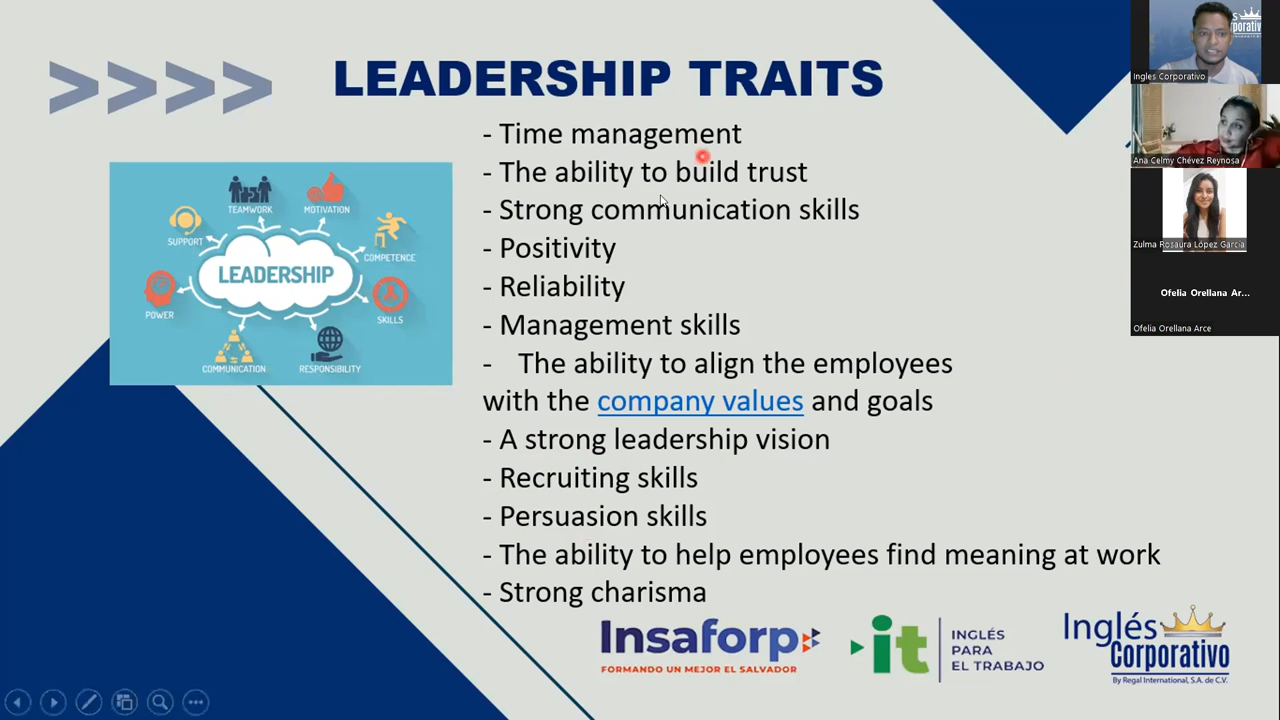 LEADERSHIP TRAITS
- Time management
- The ability to build trust
- Strong communication skills
- Positivity
- Reliability
- Management skills
- The ability to align the employees
with the company values and goals
- A strong leadership vision
- Recruiting skills
- Persuasion skills
- The ability to help employees find meaning at work
- Strong charisma
TEAMWORK
MOTIVATION
SUPPORT
COMPETENCE
LEADERSHIP
POWER
SKILLS
COMMUNICATION
RESPONSIBILITY
Insaforp
FORMANDO UN MEJOR EL SALVADOR
it
INGLÉS
PARA
EL TRABAJO
Inglés
Corporativo
By Regal International, S.A. de C.V.
Ingles Corporativo
Ana Celmy Chévez Reynosa
Zulma Rosaura López García
Ofelia Orellana Ar...
Ofelia Orellana Arce